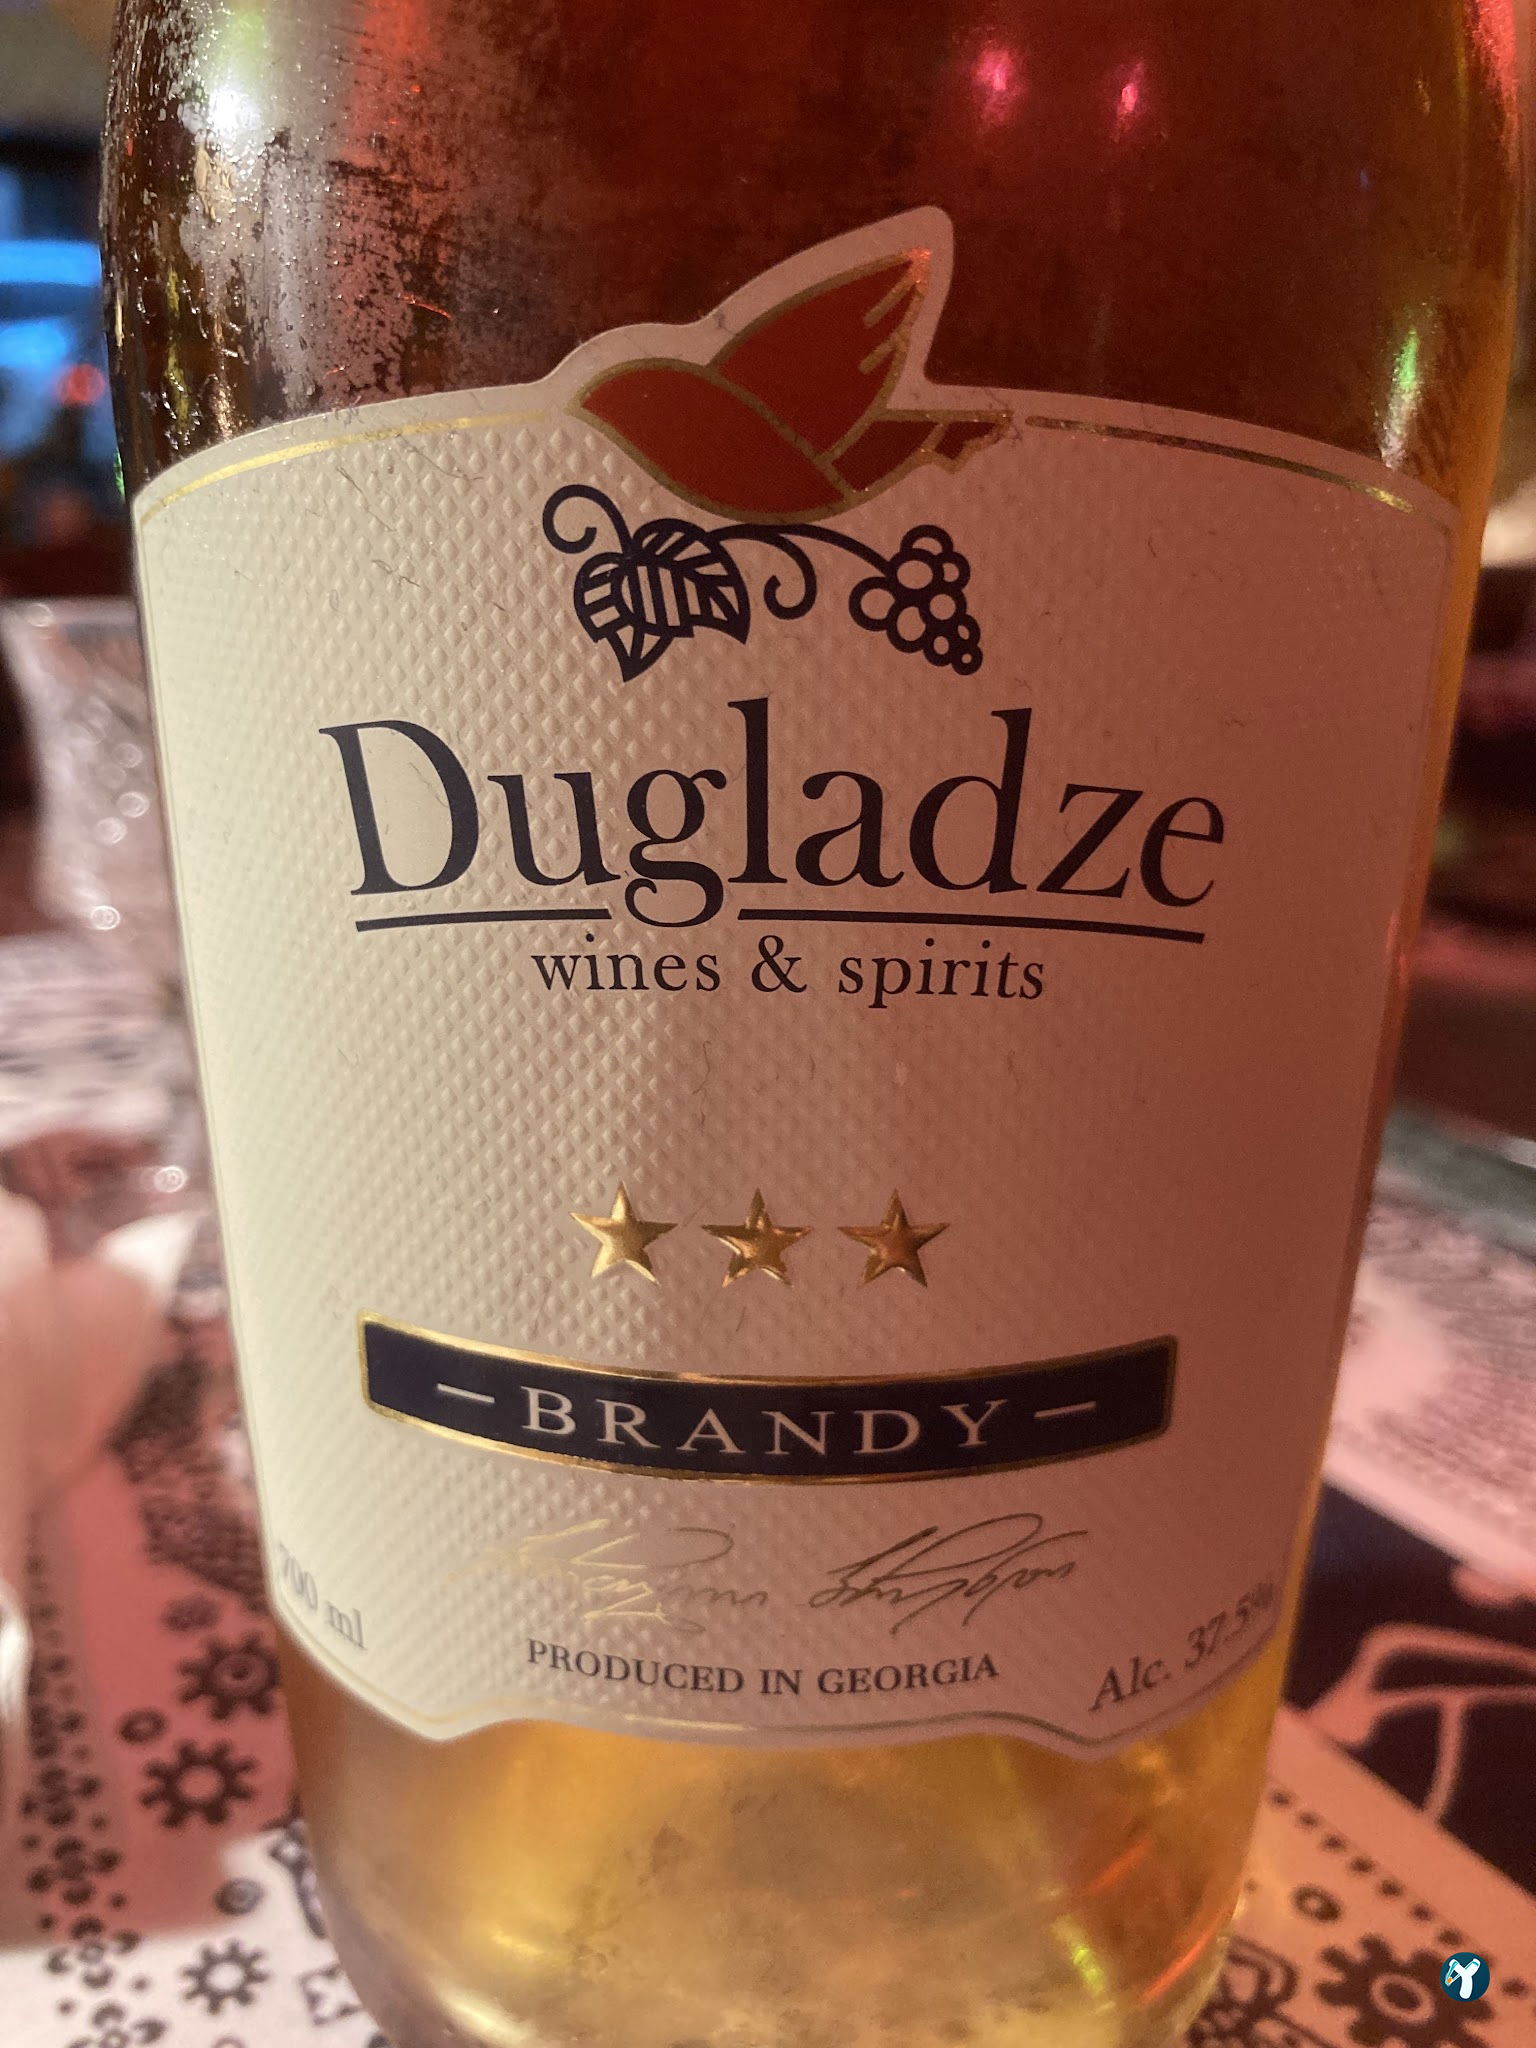 Dugladze
wines & spirits
– BRANDY –
700 ml
PRODUCED IN GEORGIA
Alc. 37.5%